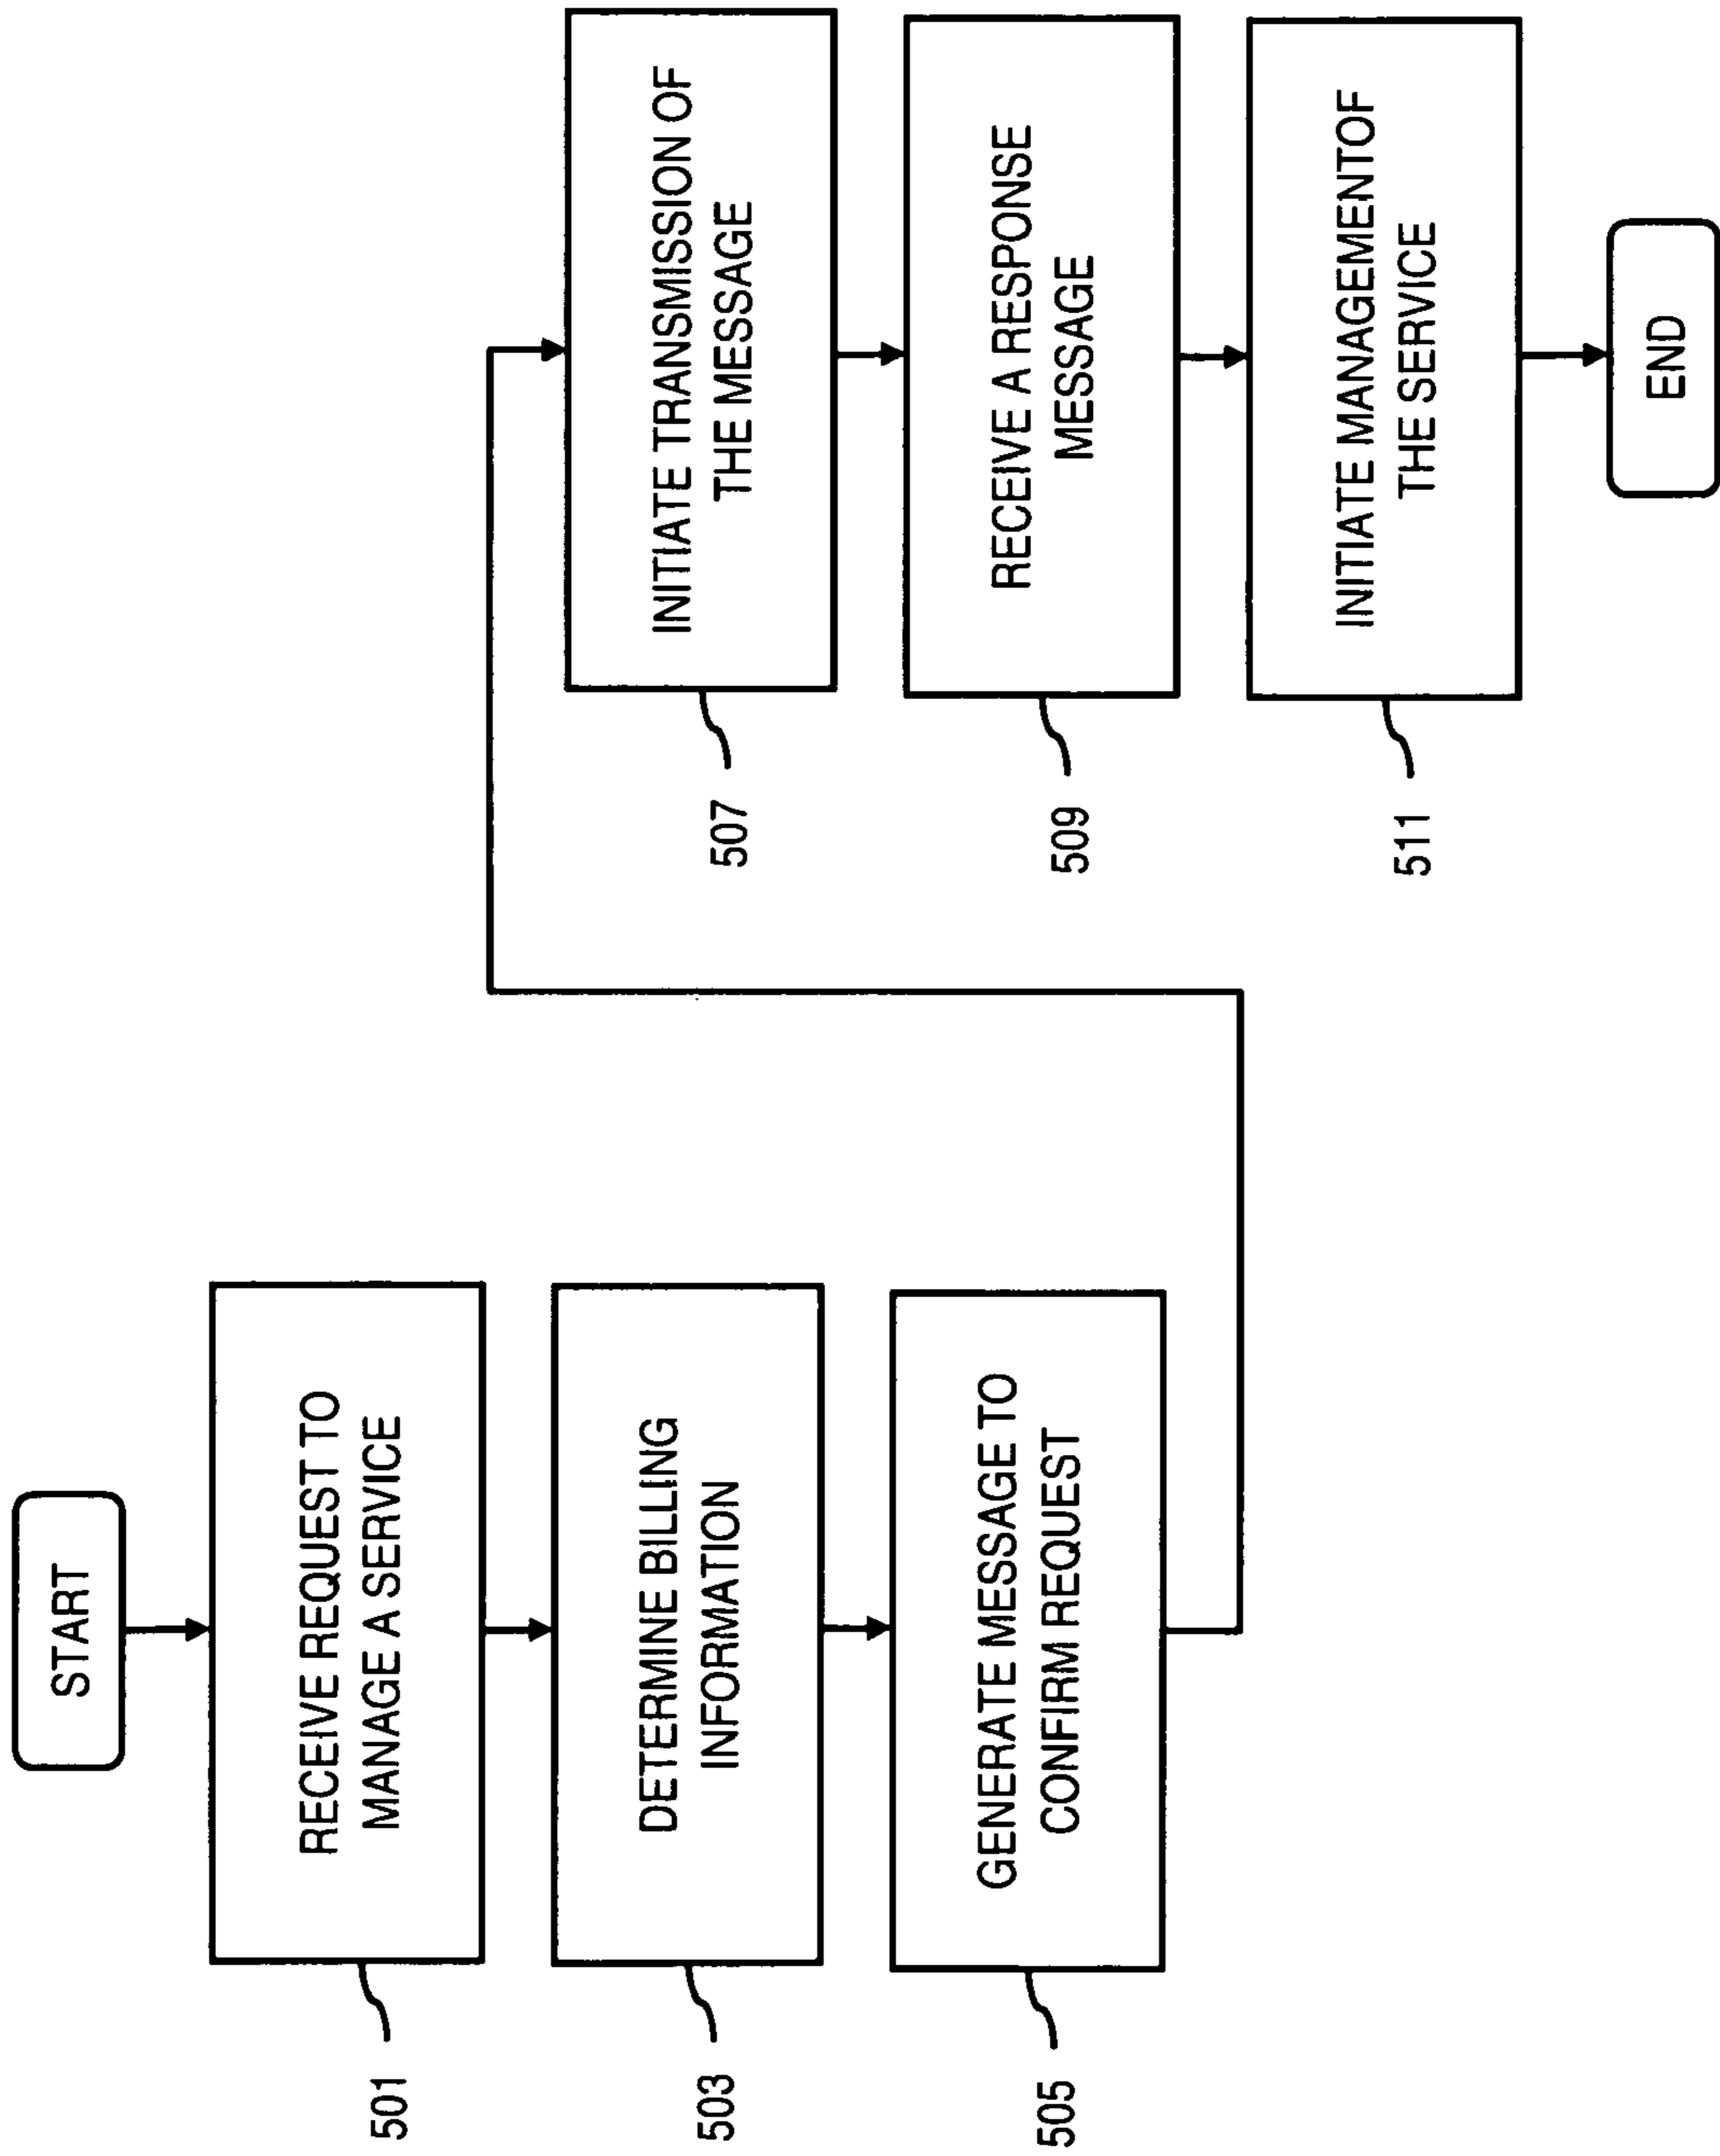 START
RECEIVE REQUEST TO
MANAGE A SERVICE
501
DETERMINE BILLING
INFORMATION
503
GENERATE MESSAGE TO
CONFIRM REQUEST
505
INITIATE TRANSMISSION OF
THE MESSAGE
507
RECEIVE A RESPONSE
MESSAGE
509
INITIATE MANAGEMENTOF
THE SERVICE
511
END